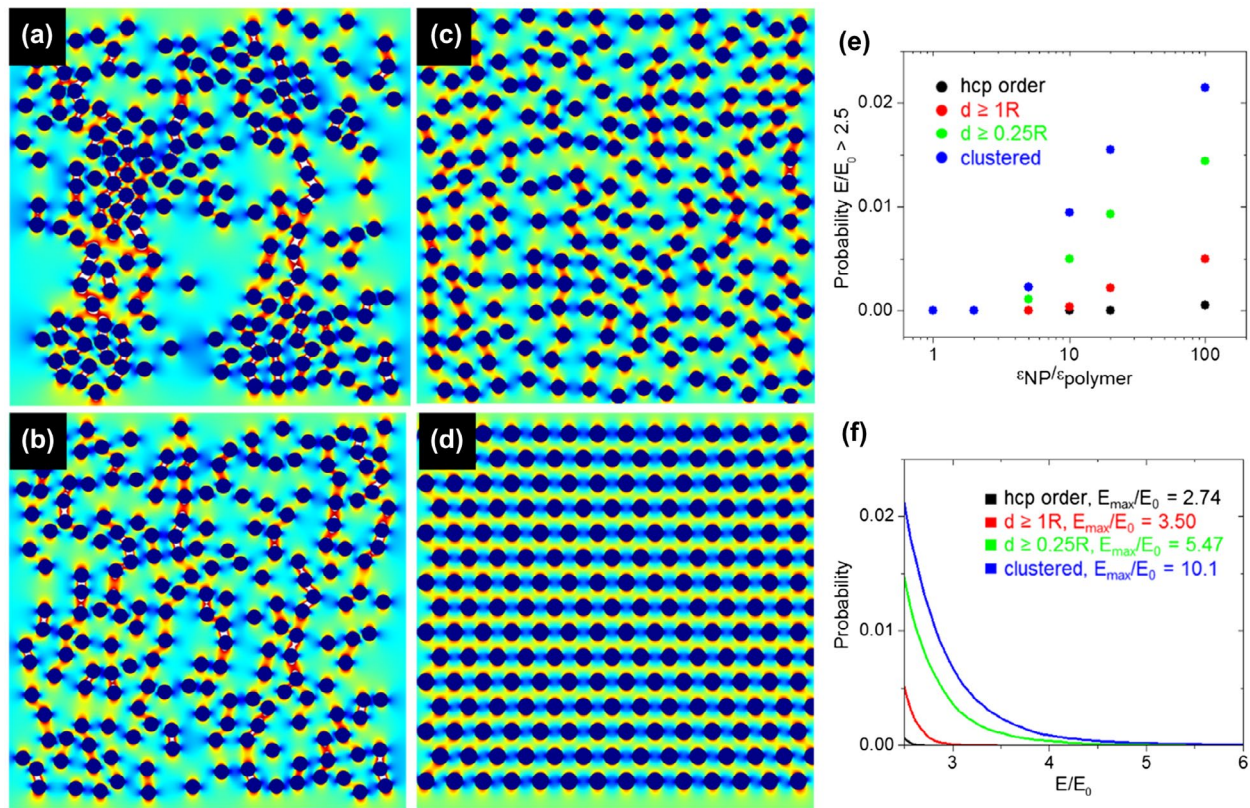 (a)
(c)
(b)
(d)
(e)
Probability E/E₀ > 2.5
0.02
0.01
0.00
hcp order
d ≥ 1R
d ≥ 0.25R
clustered
1
10
100
εNP/εpolymer
(f)
Probability
0.02
0.01
0.00
hcp order, Eₘₐₓ/E₀ = 2.74
d ≥ 1R, Eₘₐₓ/E₀ = 3.50
d ≥ 0.25R, Eₘₐₓ/E₀ = 5.47
clustered, Eₘₐₓ/E₀ = 10.1
3
4
5
6
E/E₀